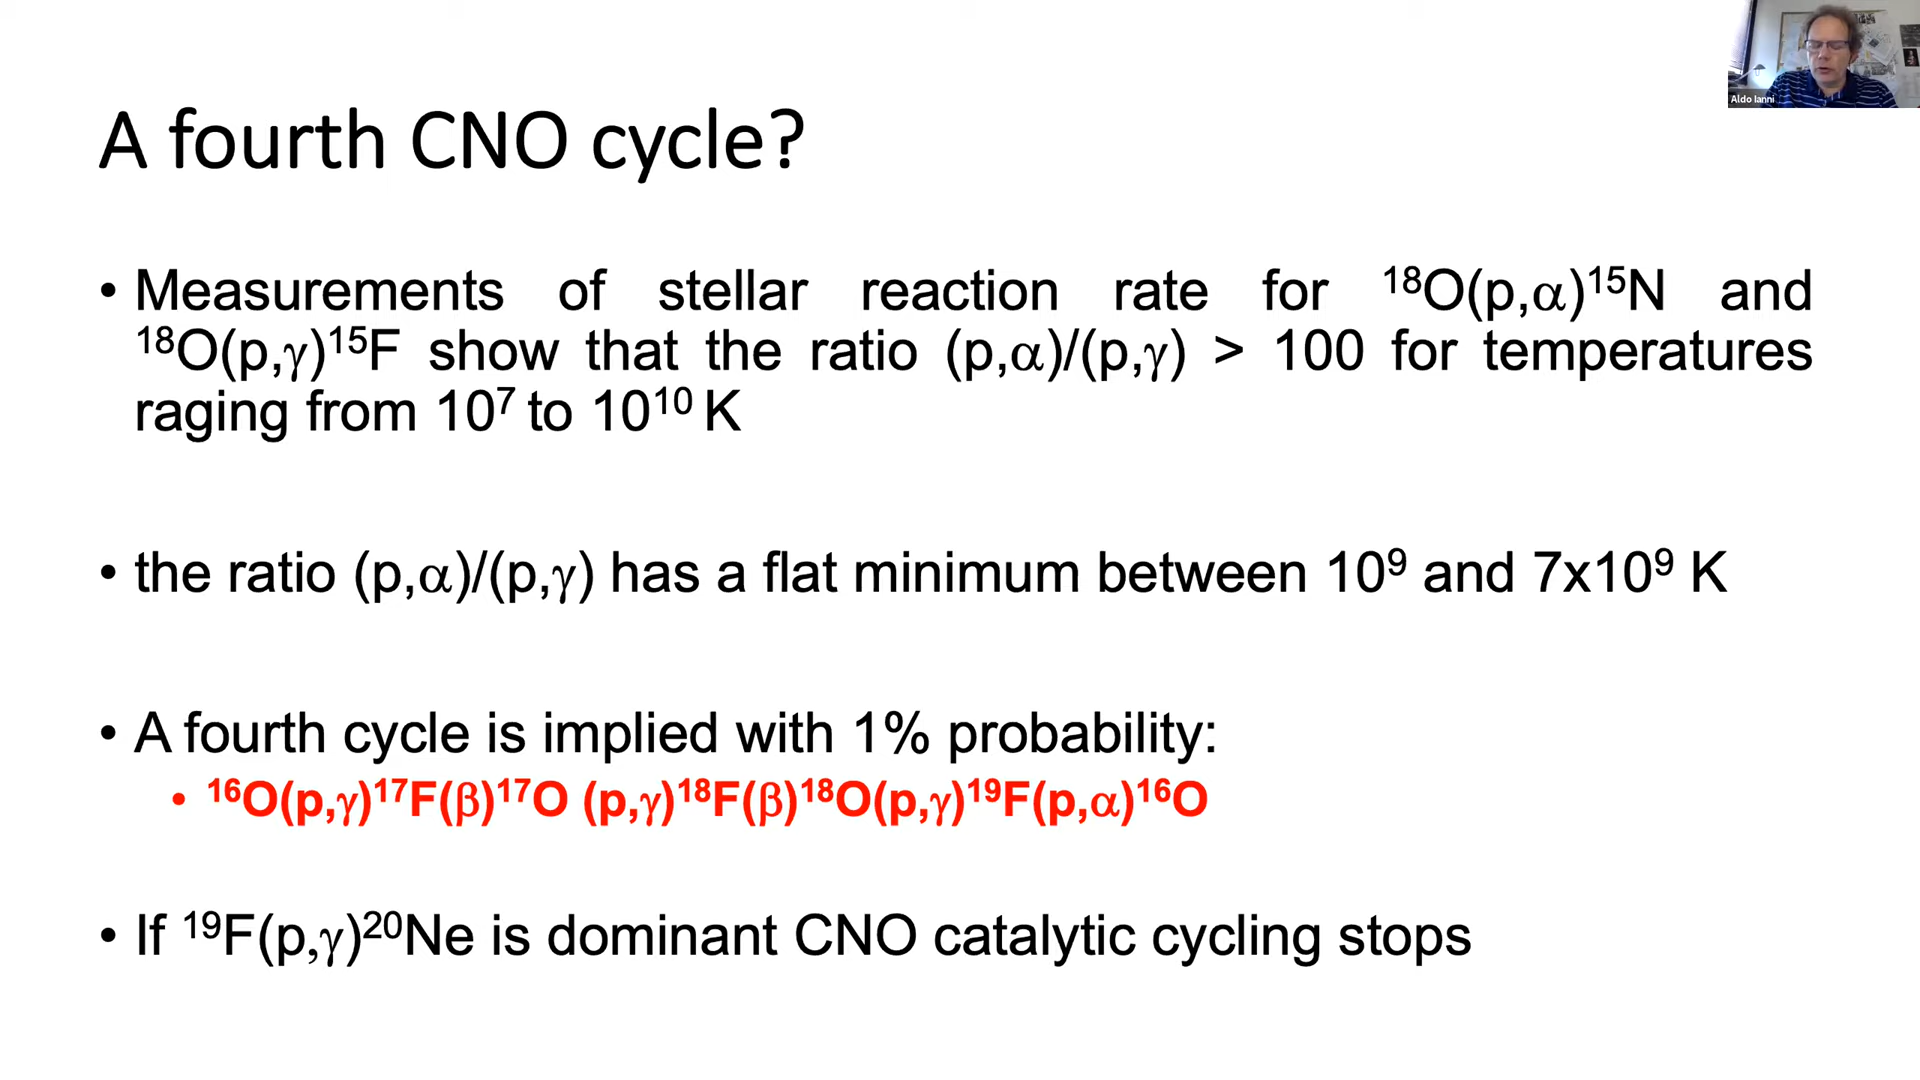 Aldo Ianni
A fourth CNO cycle?
• Measurements of stellar reaction rate for ¹⁸O(p,α)¹⁵N and
¹⁸O(p,γ)¹⁵F show that the ratio (p,α)/(p,γ) > 100 for temperatures
raging from 10⁷ to 10¹⁰ K
• the ratio (p,α)/(p,γ) has a flat minimum between 10⁹ and 7x10⁹ K
• A fourth cycle is implied with 1% probability:
• ¹⁶O(p,γ)¹⁷F(β)¹⁷O (p,γ)¹⁸F(β)¹⁸O(p,γ)¹⁹F(p,α)¹⁶O
• If ¹⁹F(p,γ)²⁰Ne is dominant CNO catalytic cycling stops